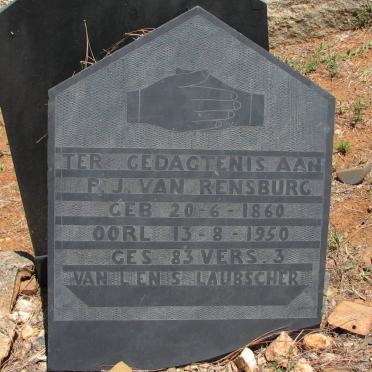 TER GEDAGTENIS AAN
P.J. VAN RENSBURG
GEB 20-6-1860
OORL 13-8-1950
GES 83 VERS. 3
VAN L EN S. LAUBSCHER